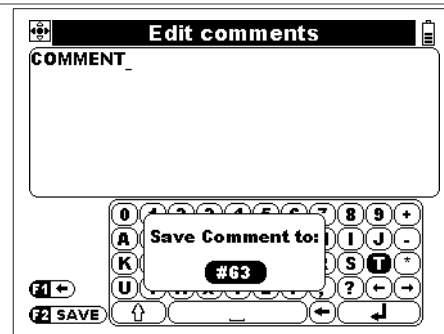 Edit comments
COMMENT_
0 8 9 +
A I J -
K S T *
U ? ← →
Save Comment to:
#63
F1 ←
F2 SAVE